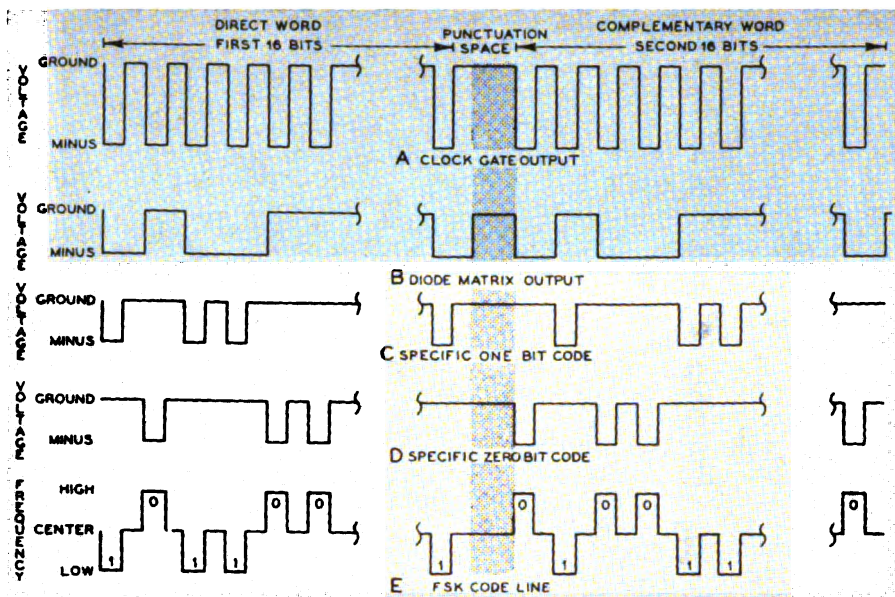 DIRECT WORD
FIRST 16 BITS
PUNCTUATION
SPACE
COMPLEMENTARY WORD
SECOND 16 BITS
VOLTAGE
GROUND
MINUS
A CLOCK GATE OUTPUT
VOLTAGE
GROUND
MINUS
B DIODE MATRIX OUTPUT
VOLTAGE
GROUND
MINUS
C SPECIFIC ONE BIT CODE
VOLTAGE
GROUND
MINUS
D SPECIFIC ZERO BIT CODE
FREQUENCY
HIGH
0 0 0 0 0 0 0
CENTER
LOW
1 1 1 1 1 1 1
E FSK CODE LINE